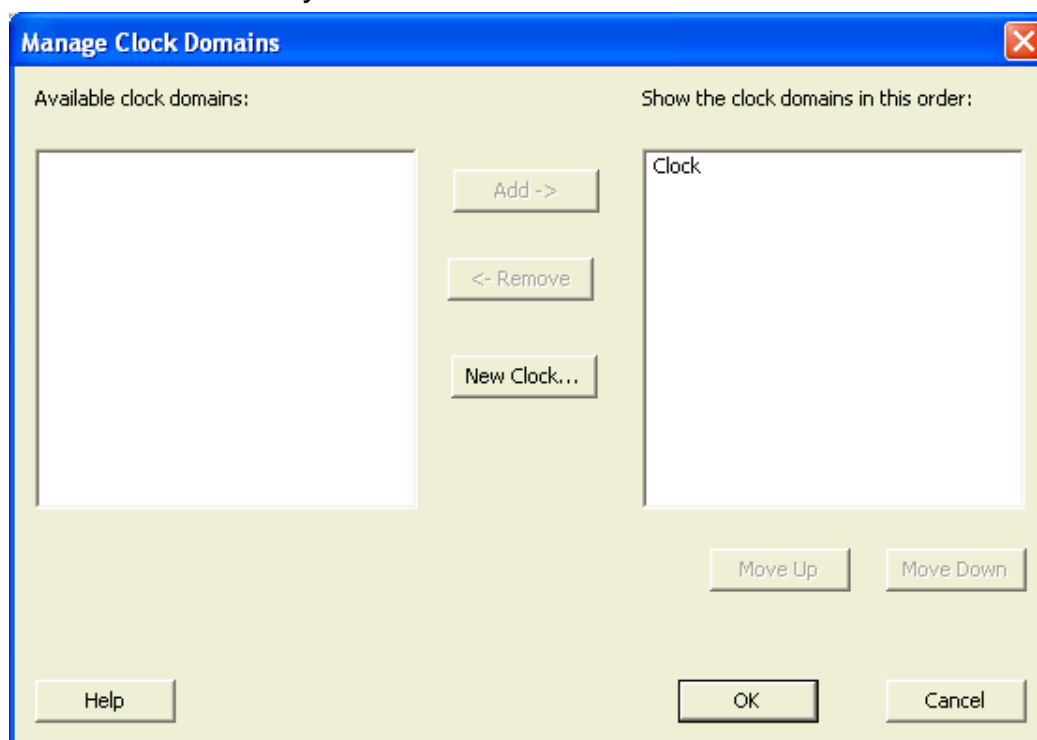 Manage Clock Domains
Available clock domains:
Show the clock domains in this order:
Clock
Add ->
<- Remove
New Clock...
Move Up
Move Down
Help
OK
Cancel